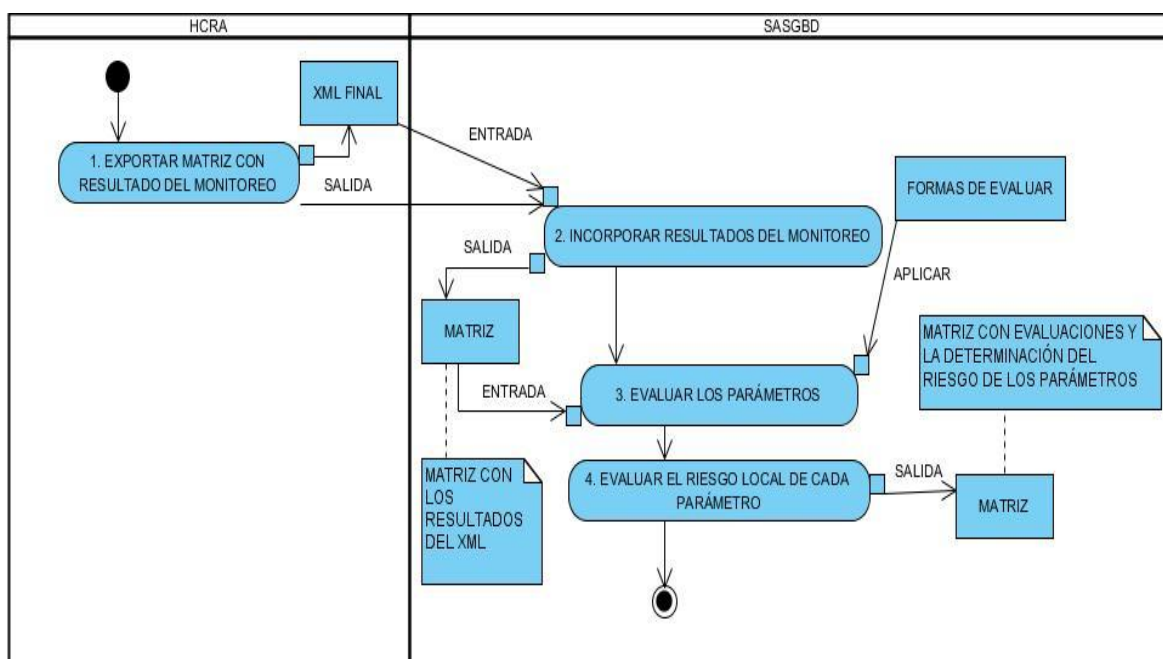 HCRA
SASGBD
XML FINAL
ENTRADA
1. EXPORTAR MATRIZ CON
RESULTADO DEL MONITOREO
SALIDA
FORMAS DE EVALUAR
2. INCORPORAR RESULTADOS DEL MONITOREO
SALIDA
APLICAR
MATRIZ
MATRIZ CON EVALUACIONES Y
LA DETERMINACIÓN DEL
RIESGO DE LOS PARÁMETROS
ENTRADA
3. EVALUAR LOS PARÁMETROS
MATRIZ CON
LOS
RESULTADOS
DEL XML
4. EVALUAR EL RIESGO LOCAL DE CADA
PARÁMETRO
SALIDA
MATRIZ